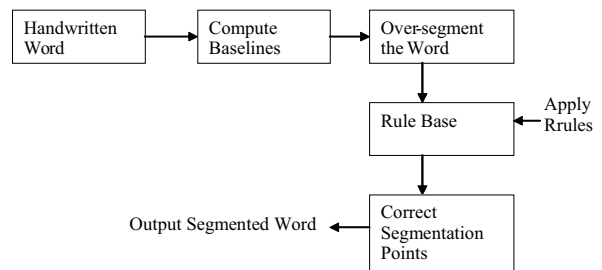 Handwritten
Word
Compute
Baselines
Over-segment
the Word
Rule Base
Apply
Rrules
Output Segmented Word
Correct
Segmentation
Points